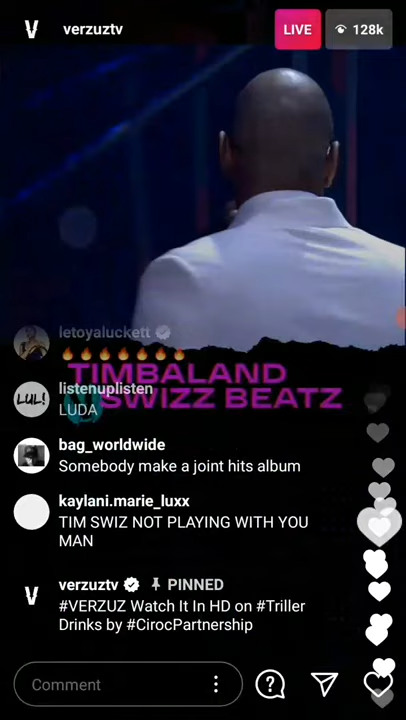 verzuztv
LIVE
128k
letoyaluckett
TIMBALAND
listenuplisten
SWIZZ BEATZ
LUL!
LUDA
bag_worldwide
Somebody make a joint hits album
kaylani.marie_luxx
TIM SWIZ NOT PLAYING WITH YOU
MAN
verzuztv PINNED
#VERZUZ Watch It In HD on #Triller
Drinks by #CirocPartnership
Comment